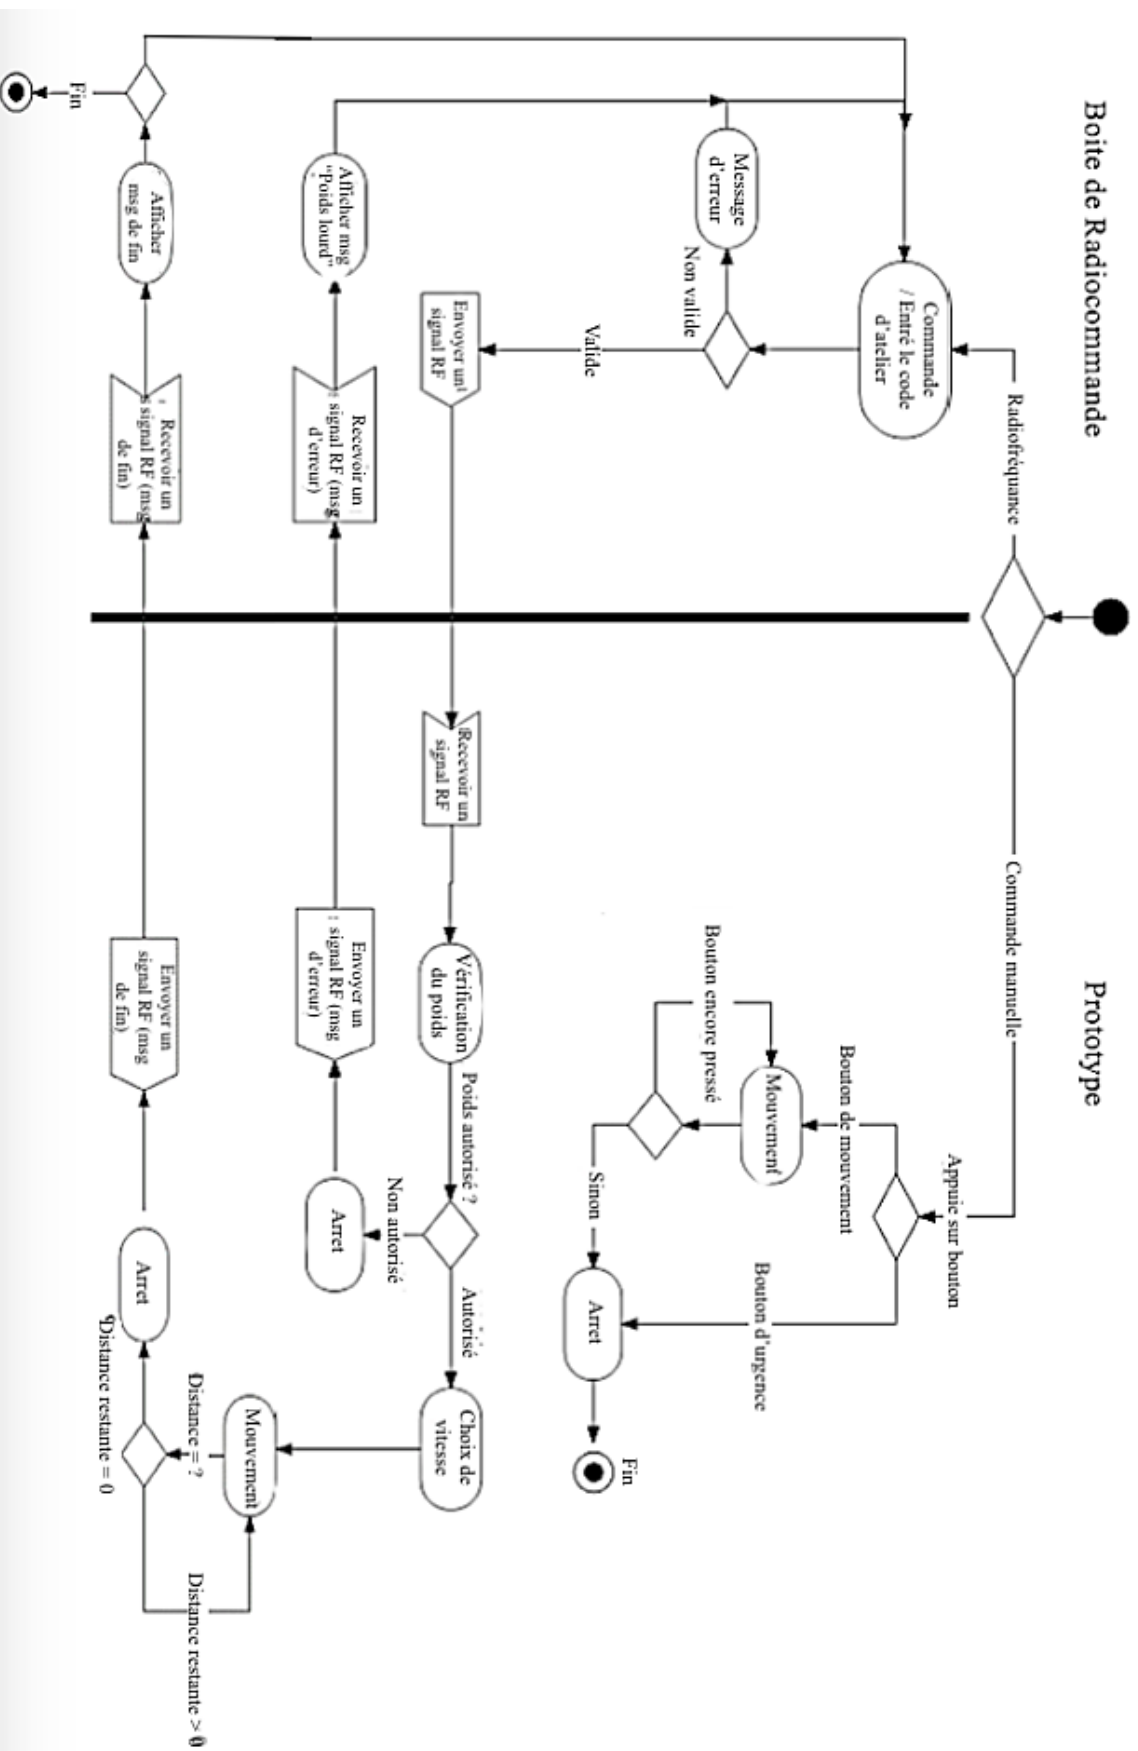 Boite de Radiocommande
Prototype
Radiofréquance
Commande manuelle
Commande
/ Entré le code
d'atelier
Appuie sur bouton
Bouton de mouvement
Bouton d'urgence
Message
d'erreur
Non valide
Valide
Mouvement
Bouton encore pressé
Sinon
Arret
Fin
Envoyer un
signal RF
Recevoir un
signal RF
Vérification
du poids
Poids autorisé ?
Autorisé
Choix de
vitesse
Non autorisé
Afficher msg
"Poids lourd"
Recevoir un
signal RF (msg
d'erreur)
Envoyer un
signal RF (msg
d'erreur)
Arret
Mouvement
Distance = ?
Distance restante > 0
Fin
Afficher
msg de fin
Recevoir un
signal RF (msg
de fin)
Envoyer un
signal RF (msg
de fin)
Arret
Distance restante = 0